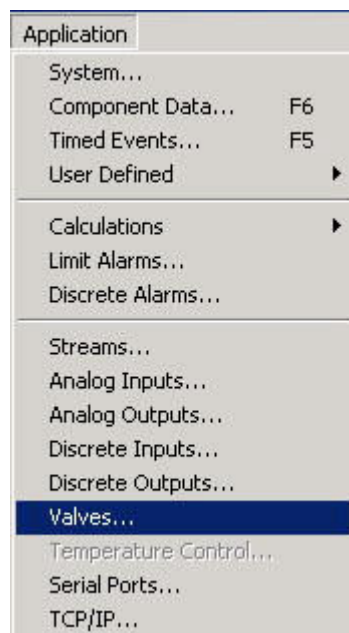 Application
System...
Component Data... F6
Timed Events... F5
User Defined
Calculations
Limit Alarms...
Discrete Alarms...
Streams...
Analog Inputs...
Analog Outputs...
Discrete Inputs...
Discrete Outputs...
Valves...
Temperature Control...
Serial Ports...
TCP/IP...